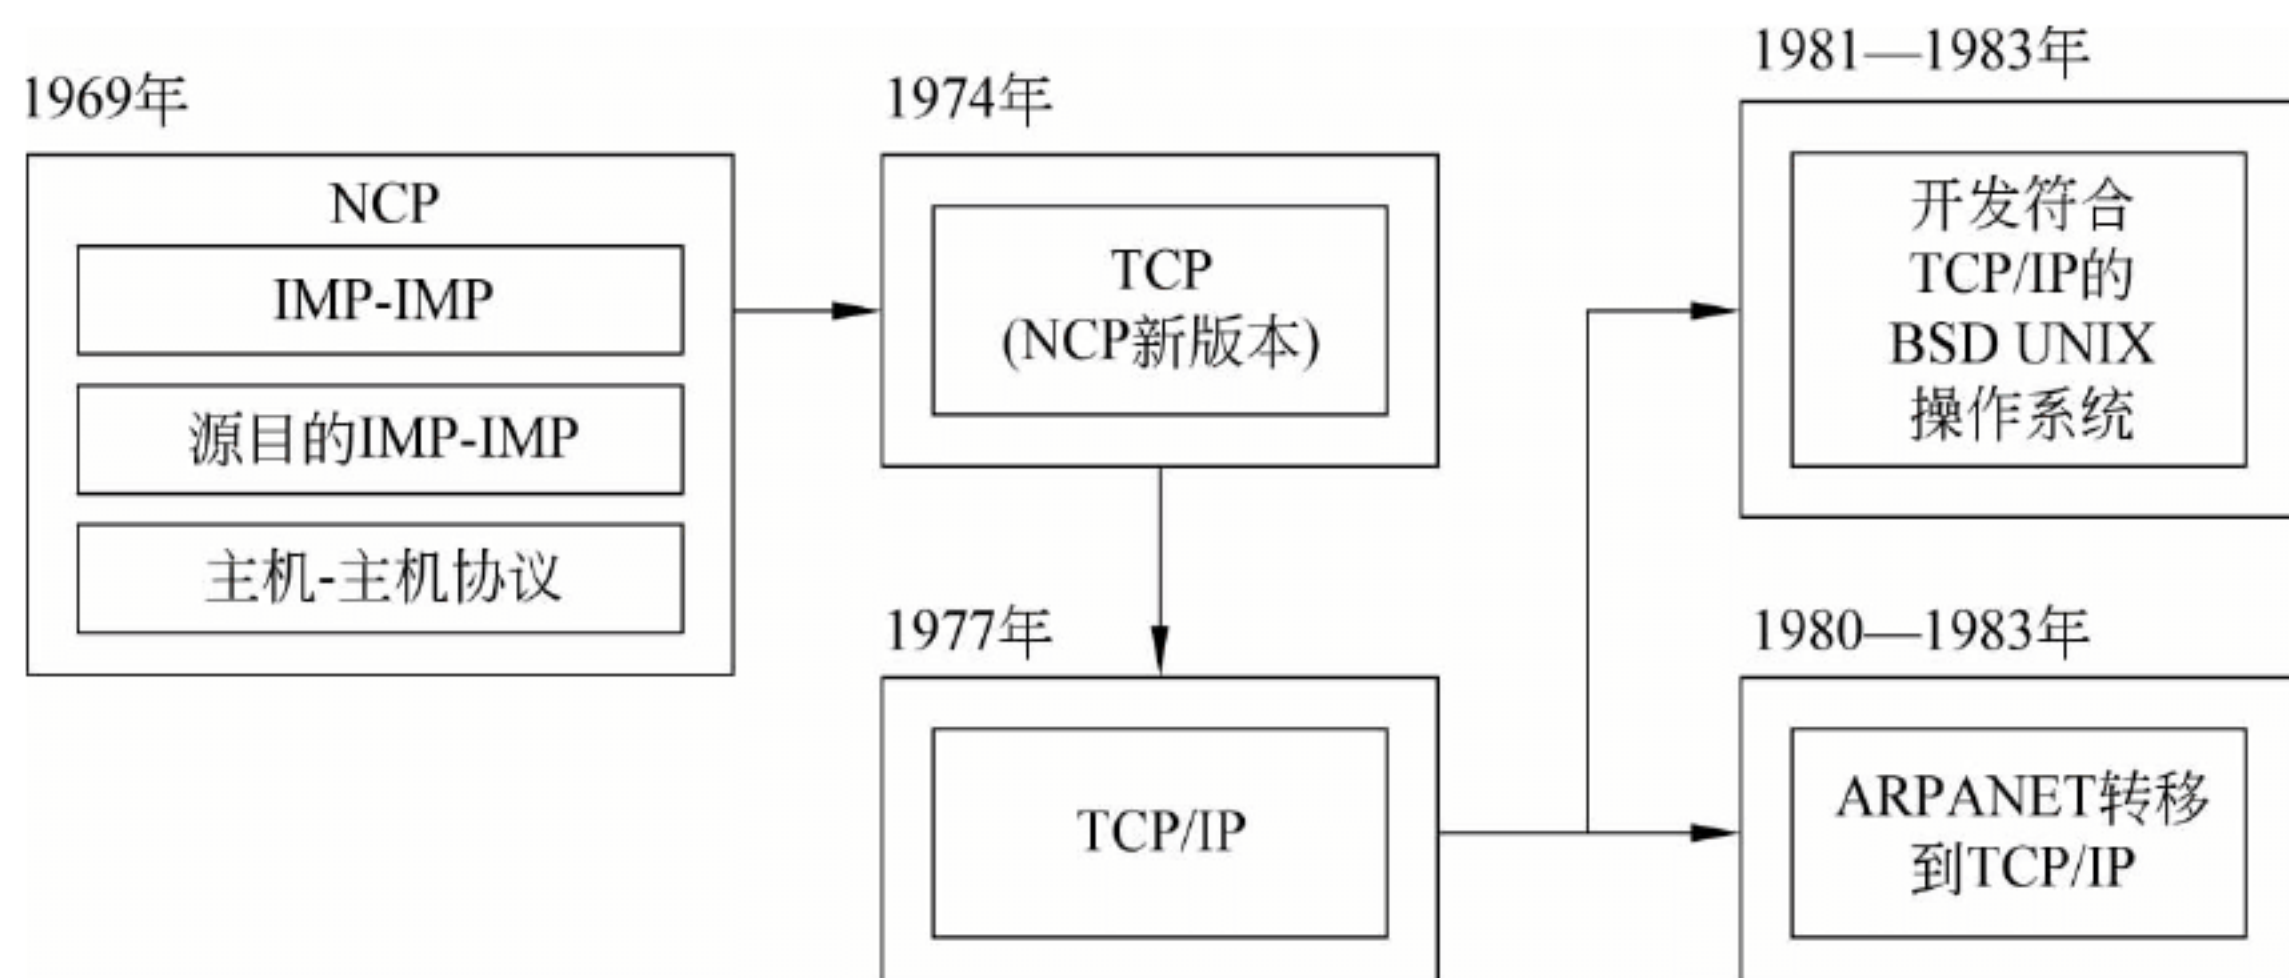 1969年
NCP
IMP-IMP
源目的IMP-IMP
主机-主机协议
1974年
TCP
(NCP新版本)
1977年
TCP/IP
1981—1983年
开发符合
TCP/IP的
BSD UNIX
操作系统
1980—1983年
ARPANET转移
到TCP/IP